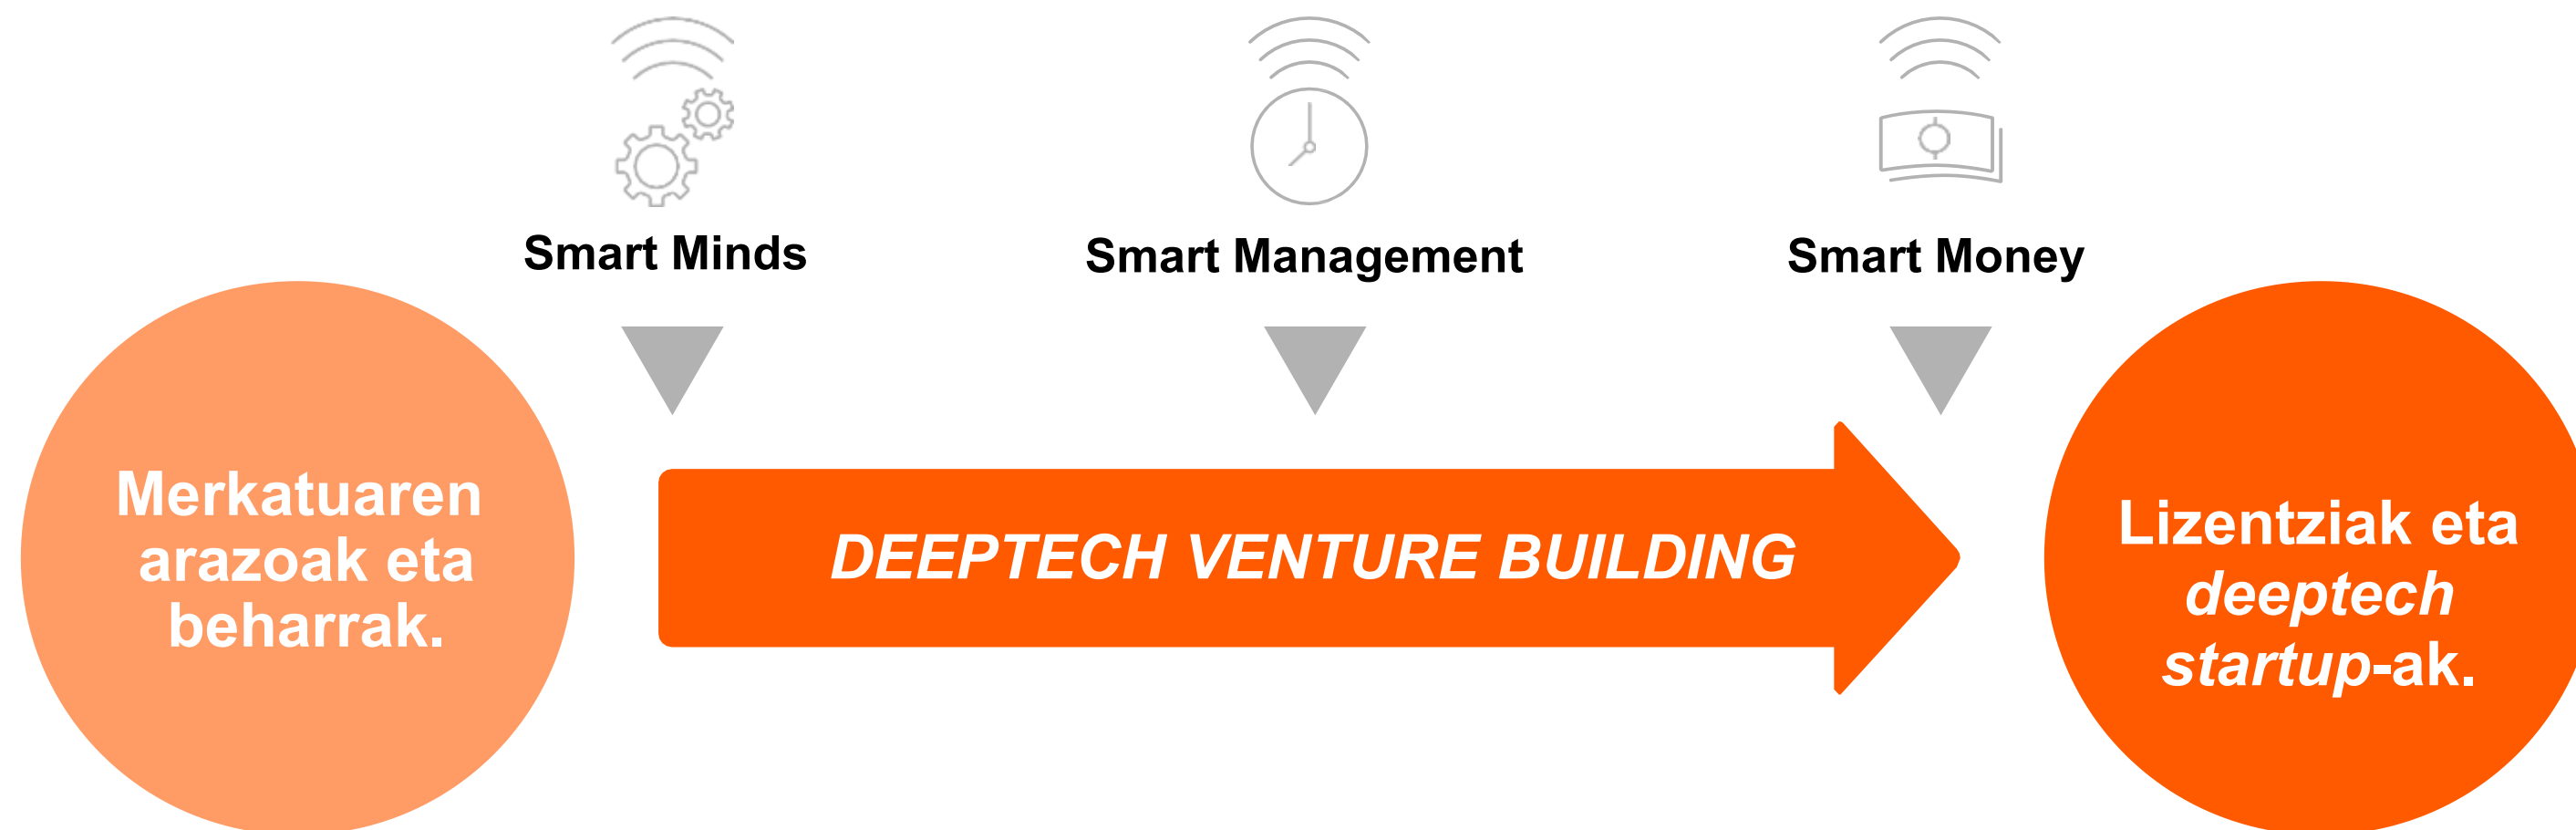 Smart Minds
Smart Management
Smart Money
Merkatuaren
arazoak eta
beharrak.
DEEPTECH VENTURE BUILDING
Lizentziak eta
deeptech
startup-ak.